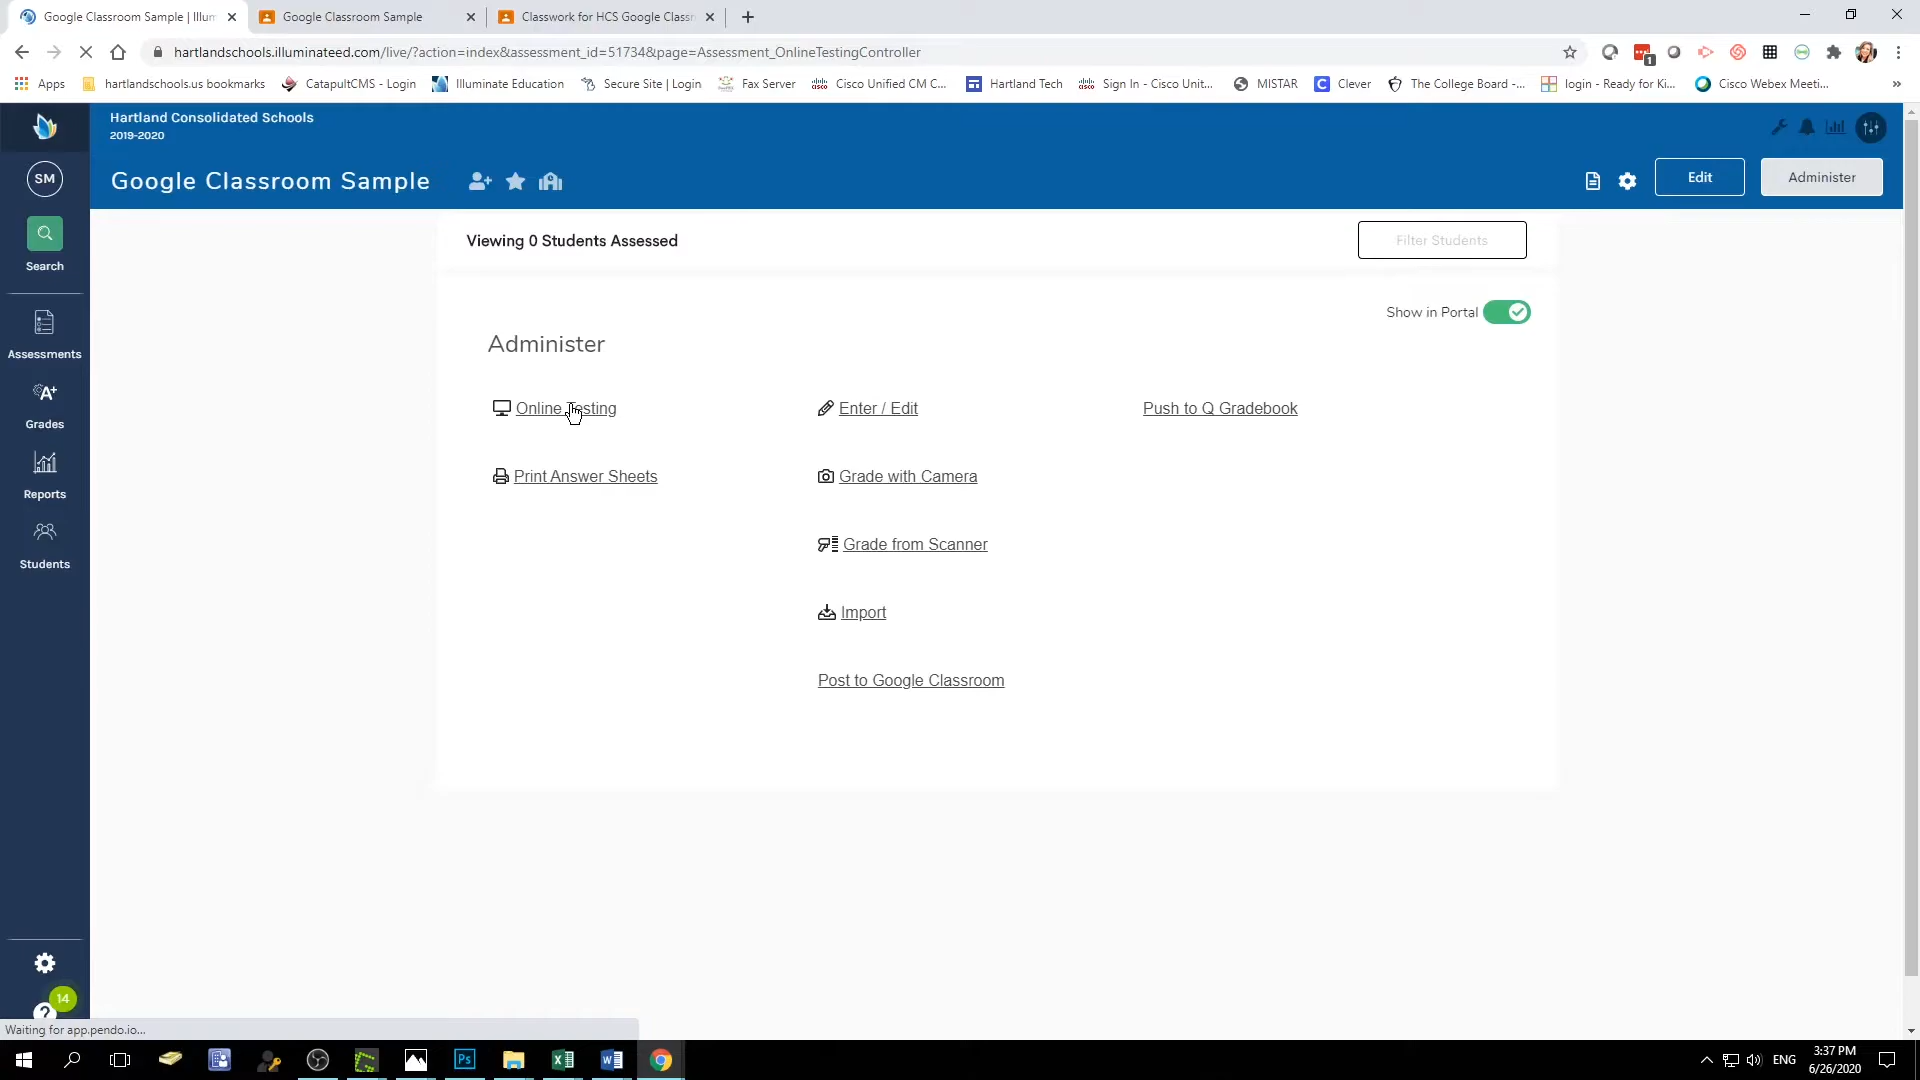 Google Classroom Sample | Illum
Google Classroom Sample
Classwork for HCS Google Classr
hartlandschools.illuminateed.com/live/?action=index&assessment_id=51734&page=Assessment_OnlineTestingController
1
Apps
hartlandschools.us bookmarks
CatapultCMS - Login
Illuminate Education
Secure Site | Login
Fax Server
Cisco Unified CM C...
Hartland Tech
Sign In - Cisco Unit...
MISTAR
Clever
The College Board -...
login - Ready for Ki...
Cisco Webex Meeti...
»
Hartland Consolidated Schools
2019-2020
SM
Google Classroom Sample
Edit
Administer
Search
Viewing 0 Students Assessed
Filter Students
Show in Portal
Assessments
Administer
A+
Grades
Online Testing
Enter / Edit
Push to Q Gradebook
Print Answer Sheets
Grade with Camera
Reports
Grade from Scanner
Students
Import
Post to Google Classroom
14
?
Waiting for app.pendo.io...
Ps
ENG
3:37 PM
6/26/2020